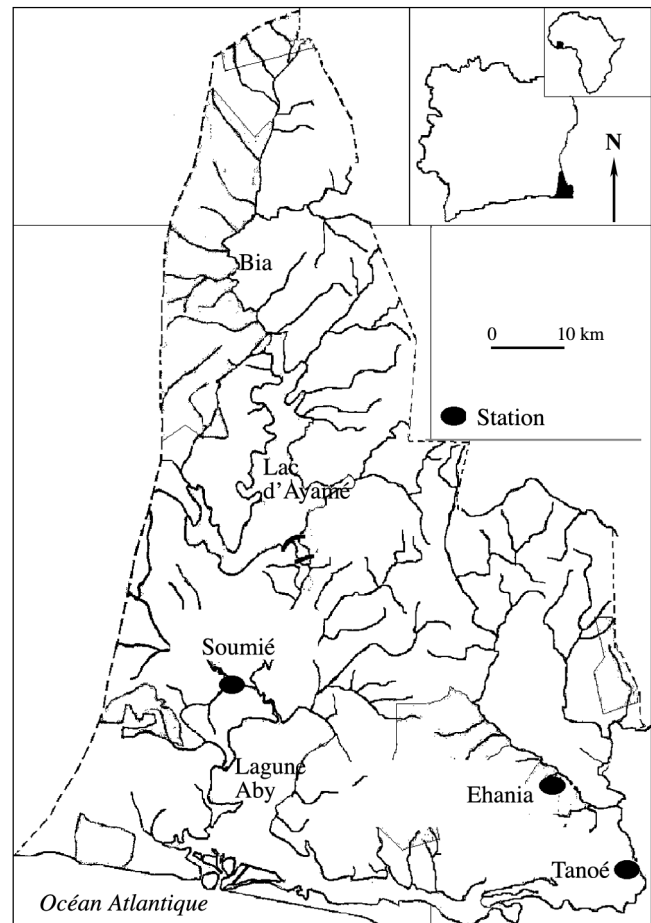 N
Bia
0 10 km
Station
Lac
d'Ayamé
Soumié
Lagune
Aby
Ehania
Tanoé
Océan Atlantique